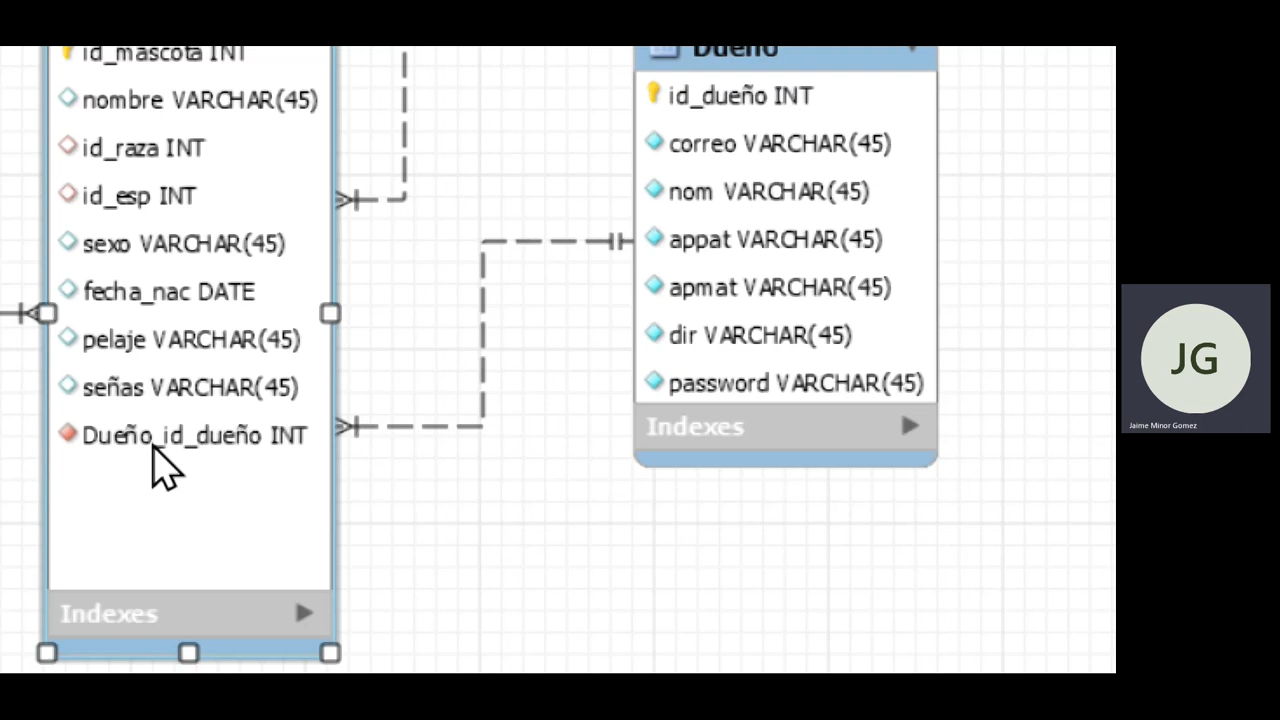 id_mascota INT
nombre VARCHAR(45)
id_raza INT
id_esp INT
sexo VARCHAR(45)
fecha_nac DATE
pelaje VARCHAR(45)
señas VARCHAR(45)
Dueño_id_dueño INT
Indexes
Dueño
id_dueño INT
correo VARCHAR(45)
nom VARCHAR(45)
appat VARCHAR(45)
apmat VARCHAR(45)
dir VARCHAR(45)
password VARCHAR(45)
Indexes
JG
Jaime Minor Gomez